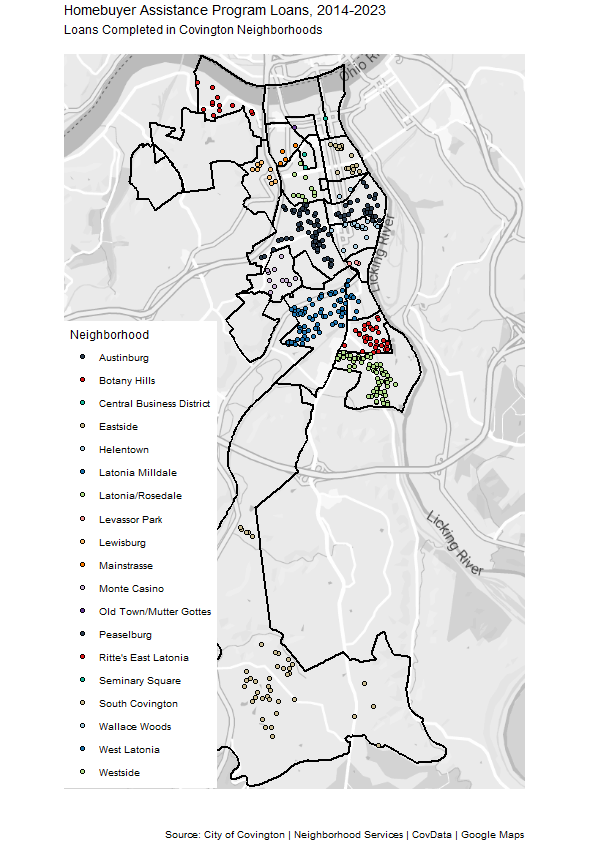 Homebuyer Assistance Program Loans, 2014-2023
Loans Completed in Covington Neighborhoods
Ohio Ri
Licking River
Neighborhood
Austinburg
Botany Hills
Central Business District
Eastside
Helentown
Latonia Milldale
Latonia/Rosedale
Levassor Park
Lewisburg
Mainstrasse
Monte Casino
Old Town/Mutter Gottes
Peaselburg
Ritte's East Latonia
Seminary Square
South Covington
Wallace Woods
West Latonia
Westside
Licking River
Source: City of Covington | Neighborhood Services | CovData | Google Maps